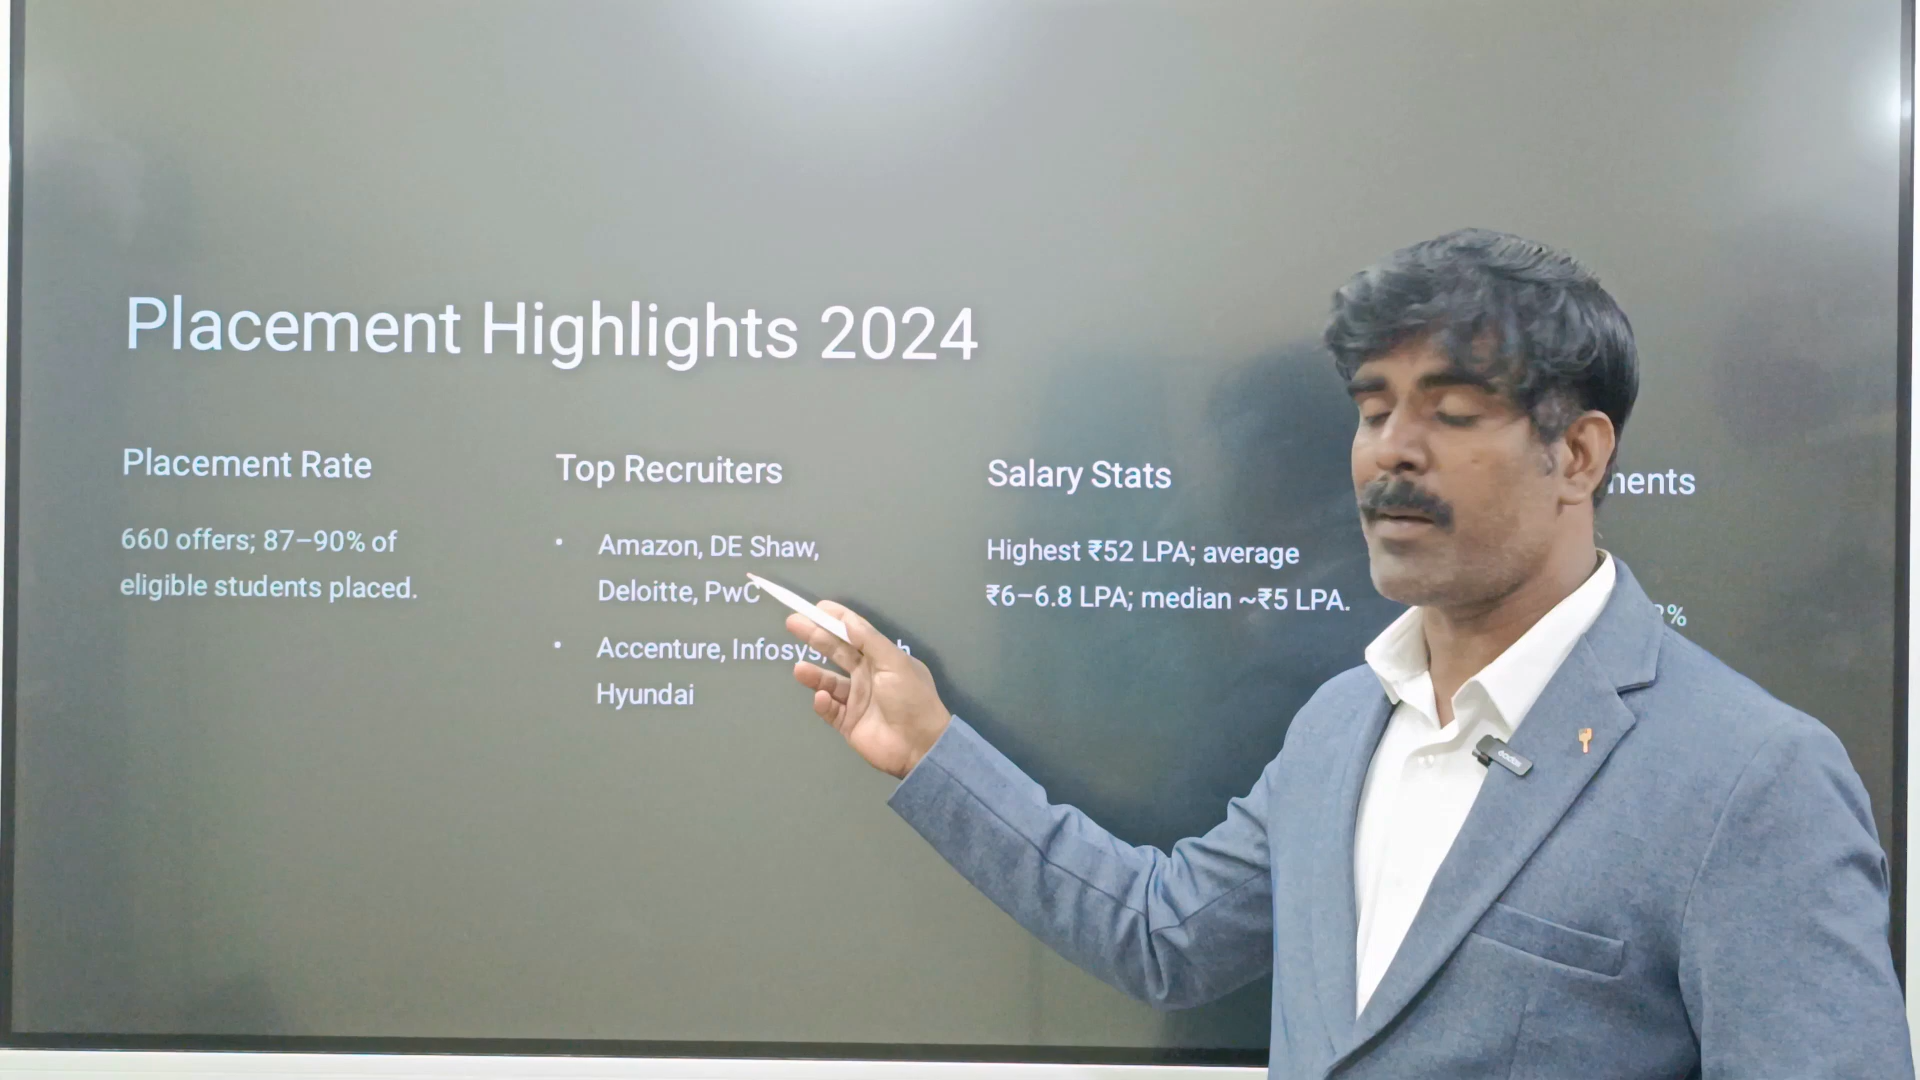 Placement Highlights 2024
Placement Rate
660 offers; 87–90% of
eligible students placed.
Top Recruiters
• Amazon, DE Shaw,
Deloitte, PwC
• Accenture, Infosys,
Hyundai
Salary Stats
Highest ₹52 LPA; average
₹6–6.8 LPA; median ~₹5 LPA.